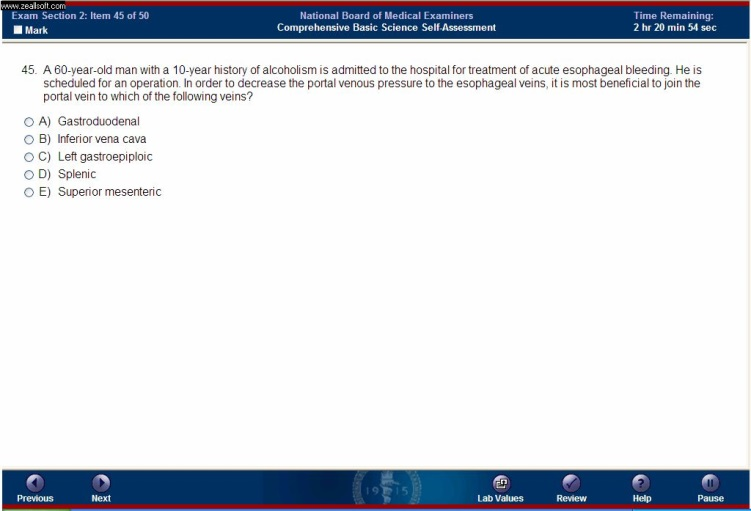 www.zeallsoft.com
Exam Section 2: Item 45 of 50
National Board of Medical Examiners
Time Remaining:
Mark
Comprehensive Basic Science Self-Assessment
2 hr 20 min 54 sec
45. A 60-year-old man with a 10-year history of alcoholism is admitted to the hospital for treatment of acute esophageal bleeding. He is
scheduled for an operation. In order to decrease the portal venous pressure to the esophageal veins, it is most beneficial to join the
portal vein to which of the following veins?
A) Gastroduodenal
B) Inferior vena cava
C) Left gastroepiploic
D) Splenic
E) Superior mesenteric
19 15
Previous
Next
Lab Values
Review
Help
Pause